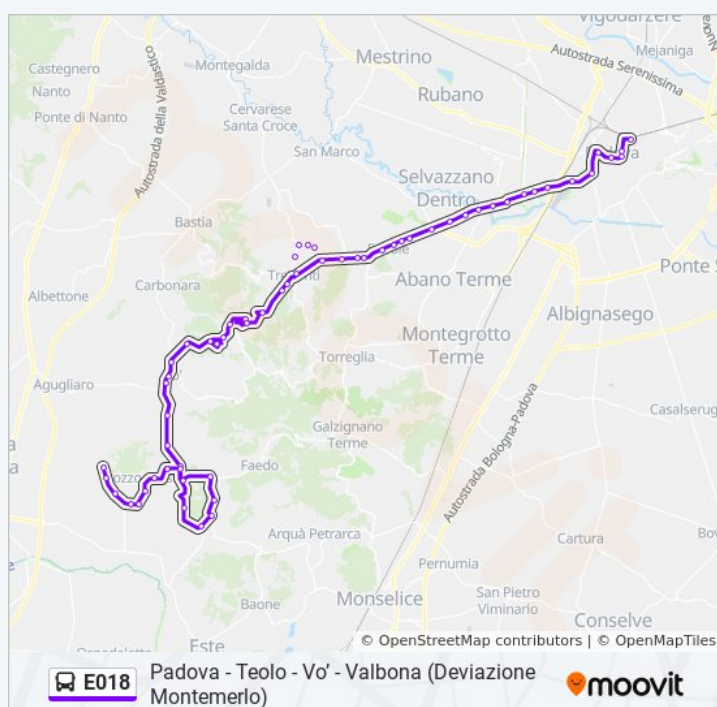 Vigodarzere
Mestrino
Mejaniga
Autostrada Serenissima
Castegnero
Montegalda
Nanto
Rubano
Ponte di Nanto
Cervarese
Santa Croce
Autostrada della Valdastico
San Marco
Selvazzano
Dentro
Bastia
Ponte S
Abano Terme
Carbonara
Albettone
Albignasego
Montegrotto
Terme
Torreglia
Agugliaro
Casalserug
Galzignano
Terme
Autostrada Bologna-Padova
Faedo
Arquà Petrarca
Bov
Cartura
Pernumia
San Pietro
Viminario
Baone
Monselice
Conselve
Este
Ospedaletto
© OpenStreetMap contributors | © OpenMapTiles
E018
Padova - Teolo - Vo’ - Valbona (Deviazione
Montemerlo)
moovit